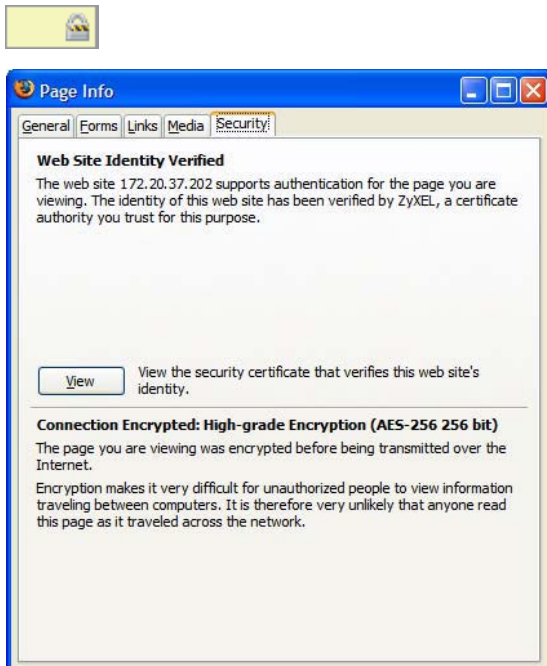 Page Info
General Forms Links Media Security
Web Site Identity Verified
The web site 172.20.37.202 supports authentication for the page you are
viewing. The identity of this web site has been verified by ZyXEL, a certificate
authority you trust for this purpose.
View
View the security certificate that verifies this web site's
identity.
Connection Encrypted: High-grade Encryption (AES-256 256 bit)
The page you are viewing was encrypted before being transmitted over the
Internet.
Encryption makes it very difficult for unauthorized people to view information
traveling between computers. It is therefore very unlikely that anyone read
this page as it traveled across the network.